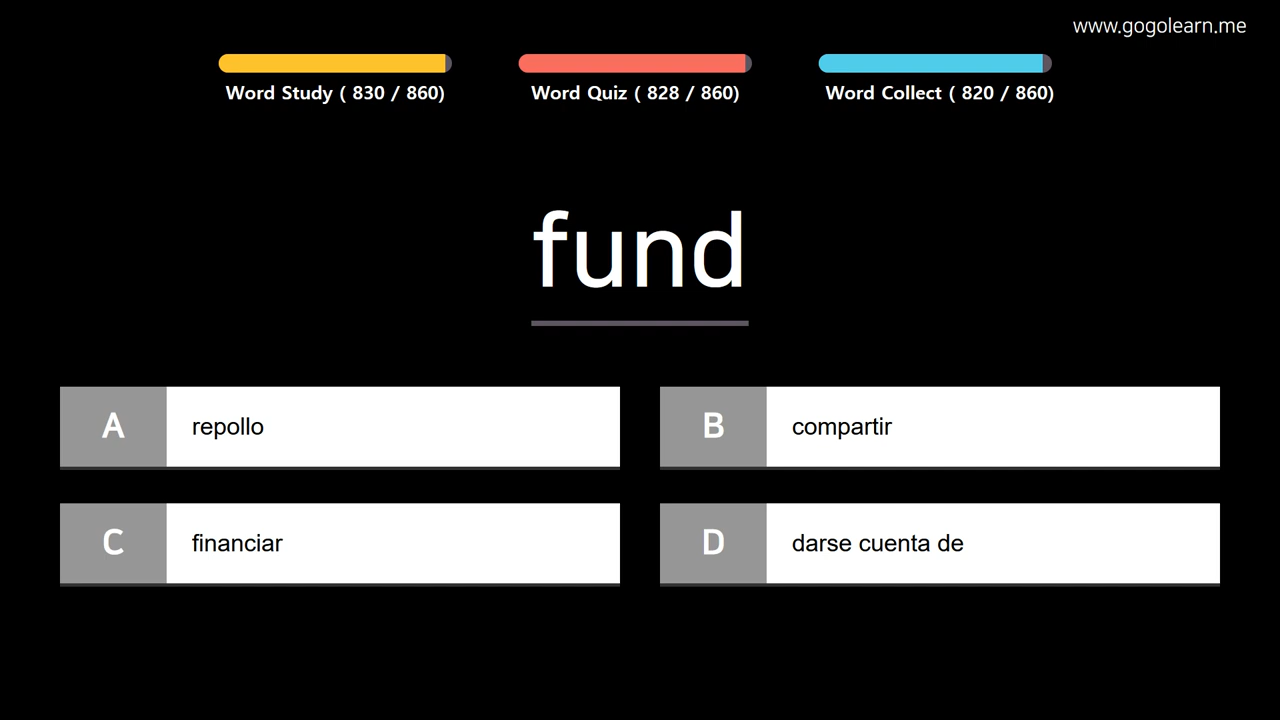 www.gogolearn.me
Word Study ( 830 / 860)
Word Quiz ( 828 / 860)
Word Collect ( 820 / 860)
fund
A
repollo
B
compartir
C
financiar
D
darse cuenta de